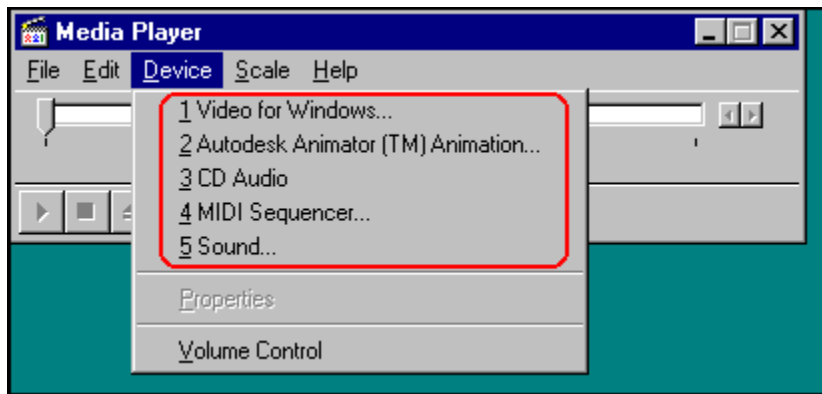 Media Player
File Edit Device Scale Help
1 Video for Windows...
2 Autodesk Animator (TM) Animation...
3 CD Audio
4 MIDI Sequencer...
5 Sound...
Properties
Volume Control